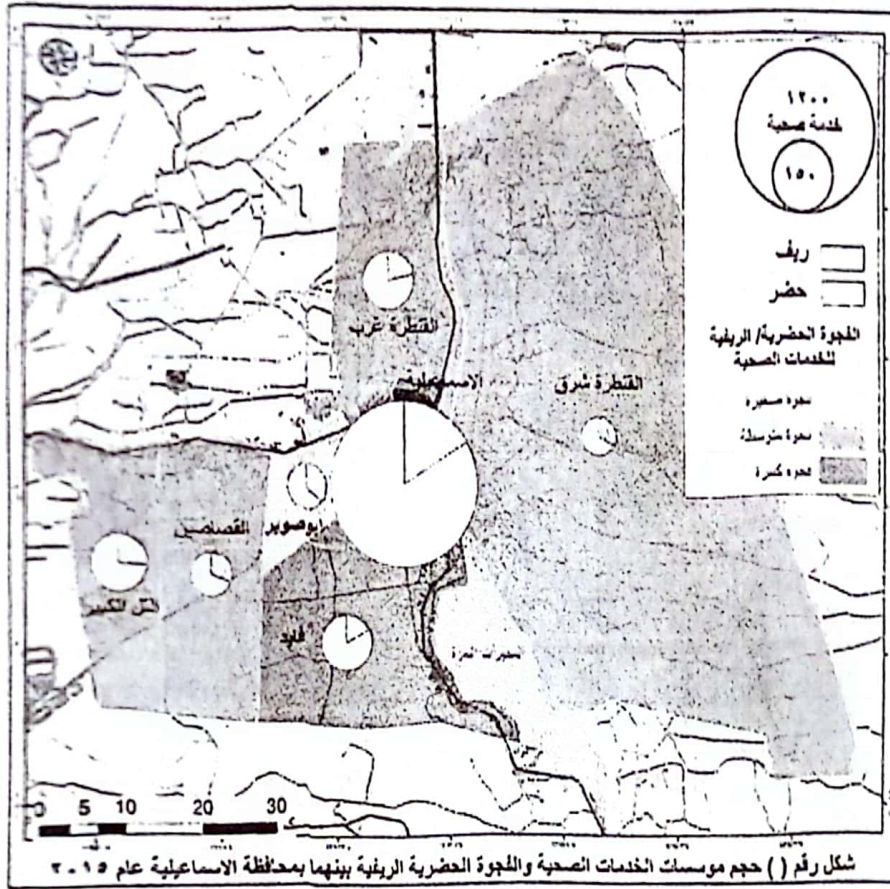 ١٢٠٠
خدمة صحية
١٥٠
ريف
حضر
الفجوة الحضرية/ الريفية
للخدمات الصحية
فجوة صغيرة
فجوة متوسطة
فجوة كبيرة
القنطرة غرب
الاسماعيلية
القنطرة شرق
أبوصوير
القصاصين
التل الكبير
فايد
البحيرات المرة
0 5 10 20 30
شكل رقم ( ) حجم موسسات الخدمات الصحية والفجوة الحضرية الريفية بينهما بمحافظة الاسماعيلية عام ٢٠١٥